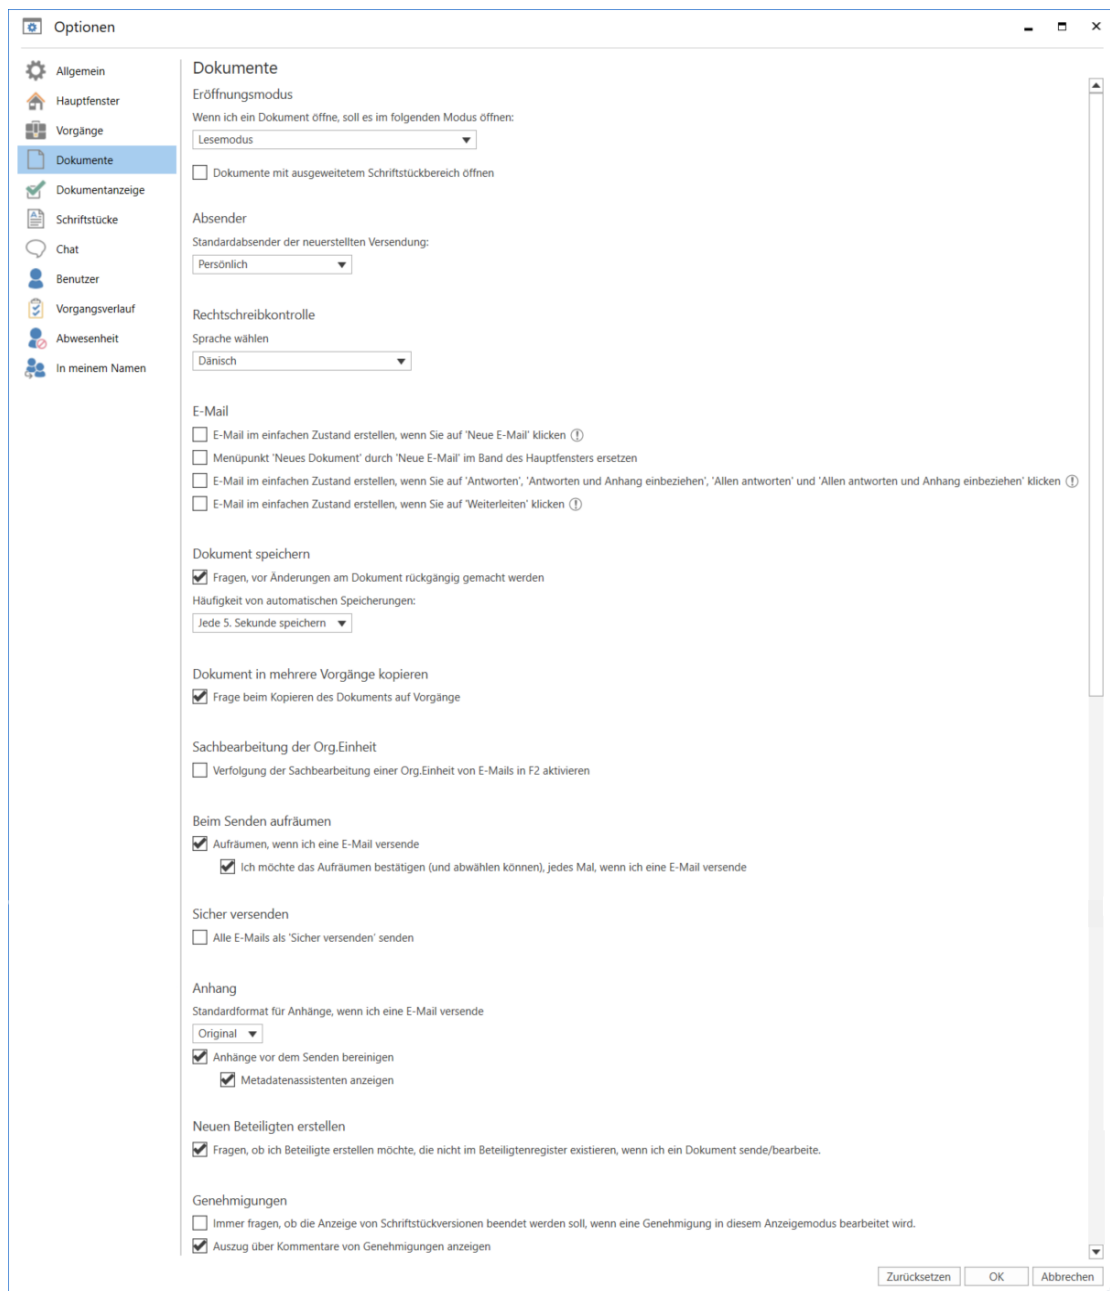 Optionen
Allgemein
Hauptfenster
Vorgänge
Dokumente
Dokumentanzeige
Schriftstücke
Chat
Benutzer
Vorgangsverlauf
Abwesenheit
In meinem Namen
Dokumente
Eröffnungsmodus
Wenn ich ein Dokument öffne, soll es im folgenden Modus öffnen:
Lesemodus
Dokumente mit ausgeweitetem Schriftstückbereich öffnen
Absender
Standardabsender der neuerstellten Versendung:
Persönlich
Rechtschreibkontrolle
Sprache wählen
Dänisch
E-Mail
E-Mail im einfachen Zustand erstellen, wenn Sie auf 'Neue E-Mail' klicken
Menüpunkt 'Neues Dokument' durch 'Neue E-Mail' im Band des Hauptfensters ersetzen
E-Mail im einfachen Zustand erstellen, wenn Sie auf 'Antworten', 'Antworten und Anhang einbeziehen', 'Allen antworten' und 'Allen antworten und Anhang einbeziehen' klicken
E-Mail im einfachen Zustand erstellen, wenn Sie auf 'Weiterleiten' klicken
Dokument speichern
Fragen, vor Änderungen am Dokument rückgängig gemacht werden
Häufigkeit von automatischen Speicherungen:
Jede 5. Sekunde speichern
Dokument in mehrere Vorgänge kopieren
Frage beim Kopieren des Dokuments auf Vorgänge
Sachbearbeitung der Org.Einheit
Verfolgung der Sachbearbeitung einer Org.Einheit von E-Mails in F2 aktivieren
Beim Senden aufräumen
Aufräumen, wenn ich eine E-Mail versende
Ich möchte das Aufräumen bestätigen (und abwählen können), jedes Mal, wenn ich eine E-Mail versende
Sicher versenden
Alle E-Mails als 'Sicher versenden' senden
Anhang
Standardformat für Anhänge, wenn ich eine E-Mail versende
Original
Anhänge vor dem Senden bereinigen
Metadatenassistenten anzeigen
Neuen Beteiligten erstellen
Fragen, ob ich Beteiligte erstellen möchte, die nicht im Beteiligtenregister existieren, wenn ich ein Dokument sende/bearbeite.
Genehmigungen
Immer fragen, ob die Anzeige von Schriftstückversionen beendet werden soll, wenn eine Genehmigung in diesem Anzeigemodus bearbeitet wird.
Auszug über Kommentare von Genehmigungen anzeigen
Zurücksetzen OK Abbrechen